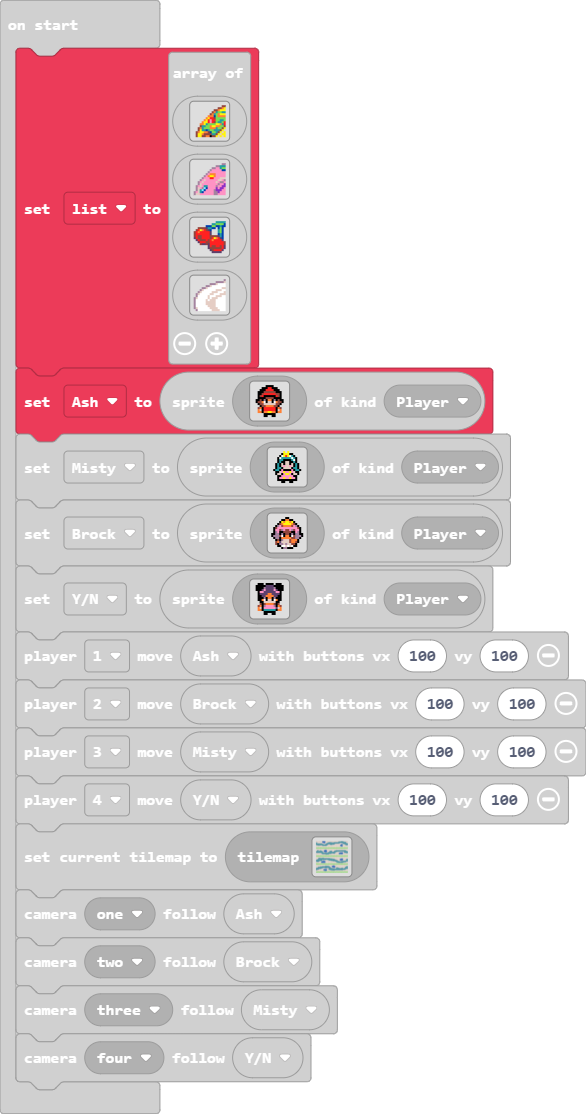 on start
array of
set list to
set Ash to sprite of kind Player
set Misty to sprite of kind Player
set Brock to sprite of kind Player
set Y/N to sprite of kind Player
player 1 move Ash with buttons vx 100 vy 100
player 2 move Brock with buttons vx 100 vy 100
player 3 move Misty with buttons vx 100 vy 100
player 4 move Y/N with buttons vx 100 vy 100
set current tilemap to tilemap
camera one follow Ash
camera two follow Brock
camera three follow Misty
camera four follow Y/N